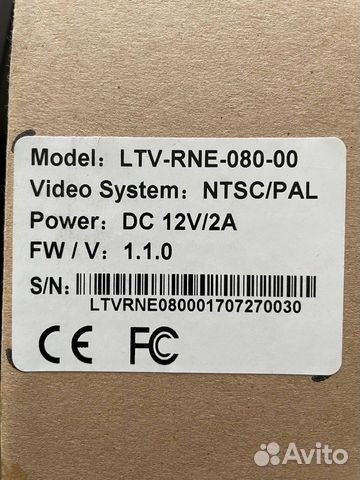 Model: LTV-RNE-080-00
Video System: NTSC/PAL
Power: DC 12V/2A
FW / V: 1.1.0
S/N:
LTVRNE080001707270030
CE FC
Avito